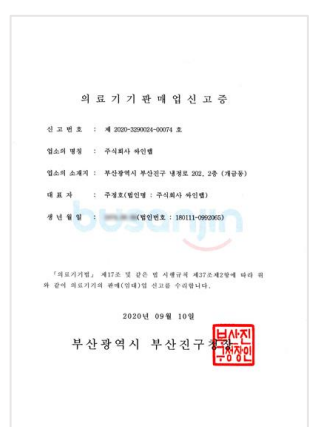 의료기기판매업신고증
신 고 번 호 : 제 2020-3290024-00074 호
업소의 명칭 : 주식회사 싸인랩
업소의 소재지 : 부산광역시 부산진구 냉정로 202, 2층 (개금동)
대 표 자 : 주정호(법인명 : 주식회사 싸인랩)
생 년 월 일 : (법인번호 : 180111-0992065)
busanjin
「의료기기법」 제17조 및 같은 법 시행규칙 제37조제2항에 따라 위
와 같이 의료기기의 판매(임대)업 신고를 수리합니다.
2020년 09월 10일
부산광역시 부산진구청장
부산진
구청장인